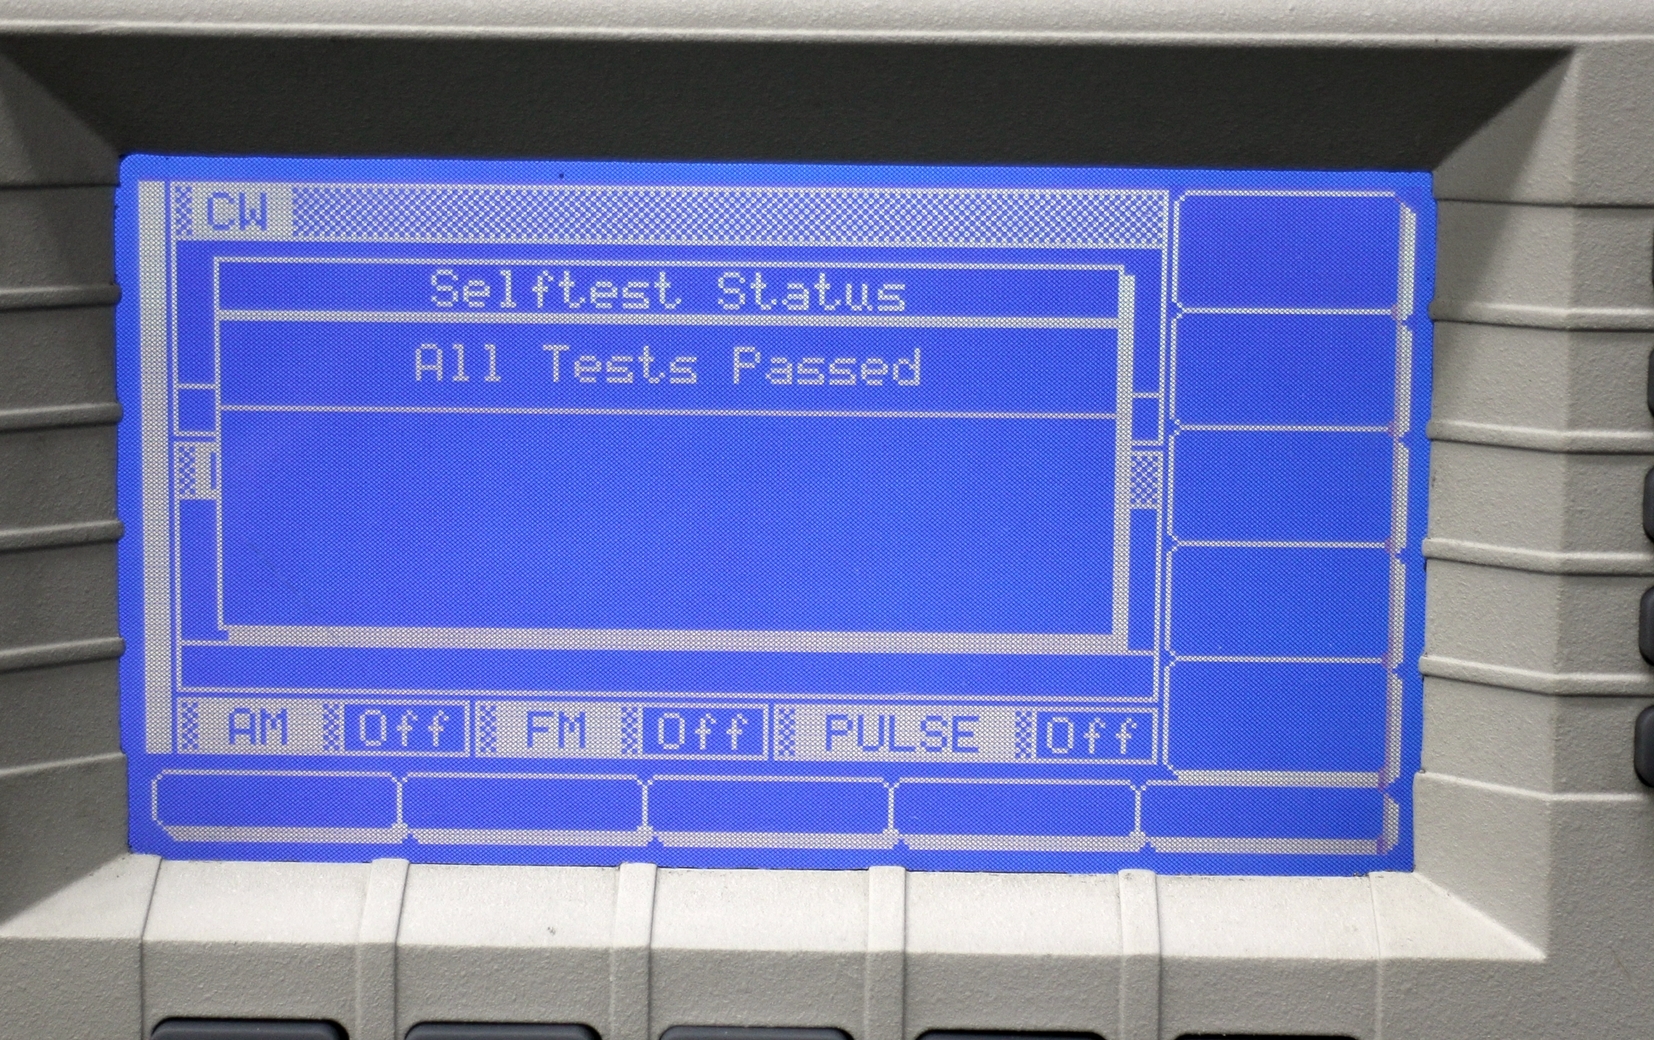 CW
Selftest Status
All Tests Passed
AM Off FM Off PULSE Off